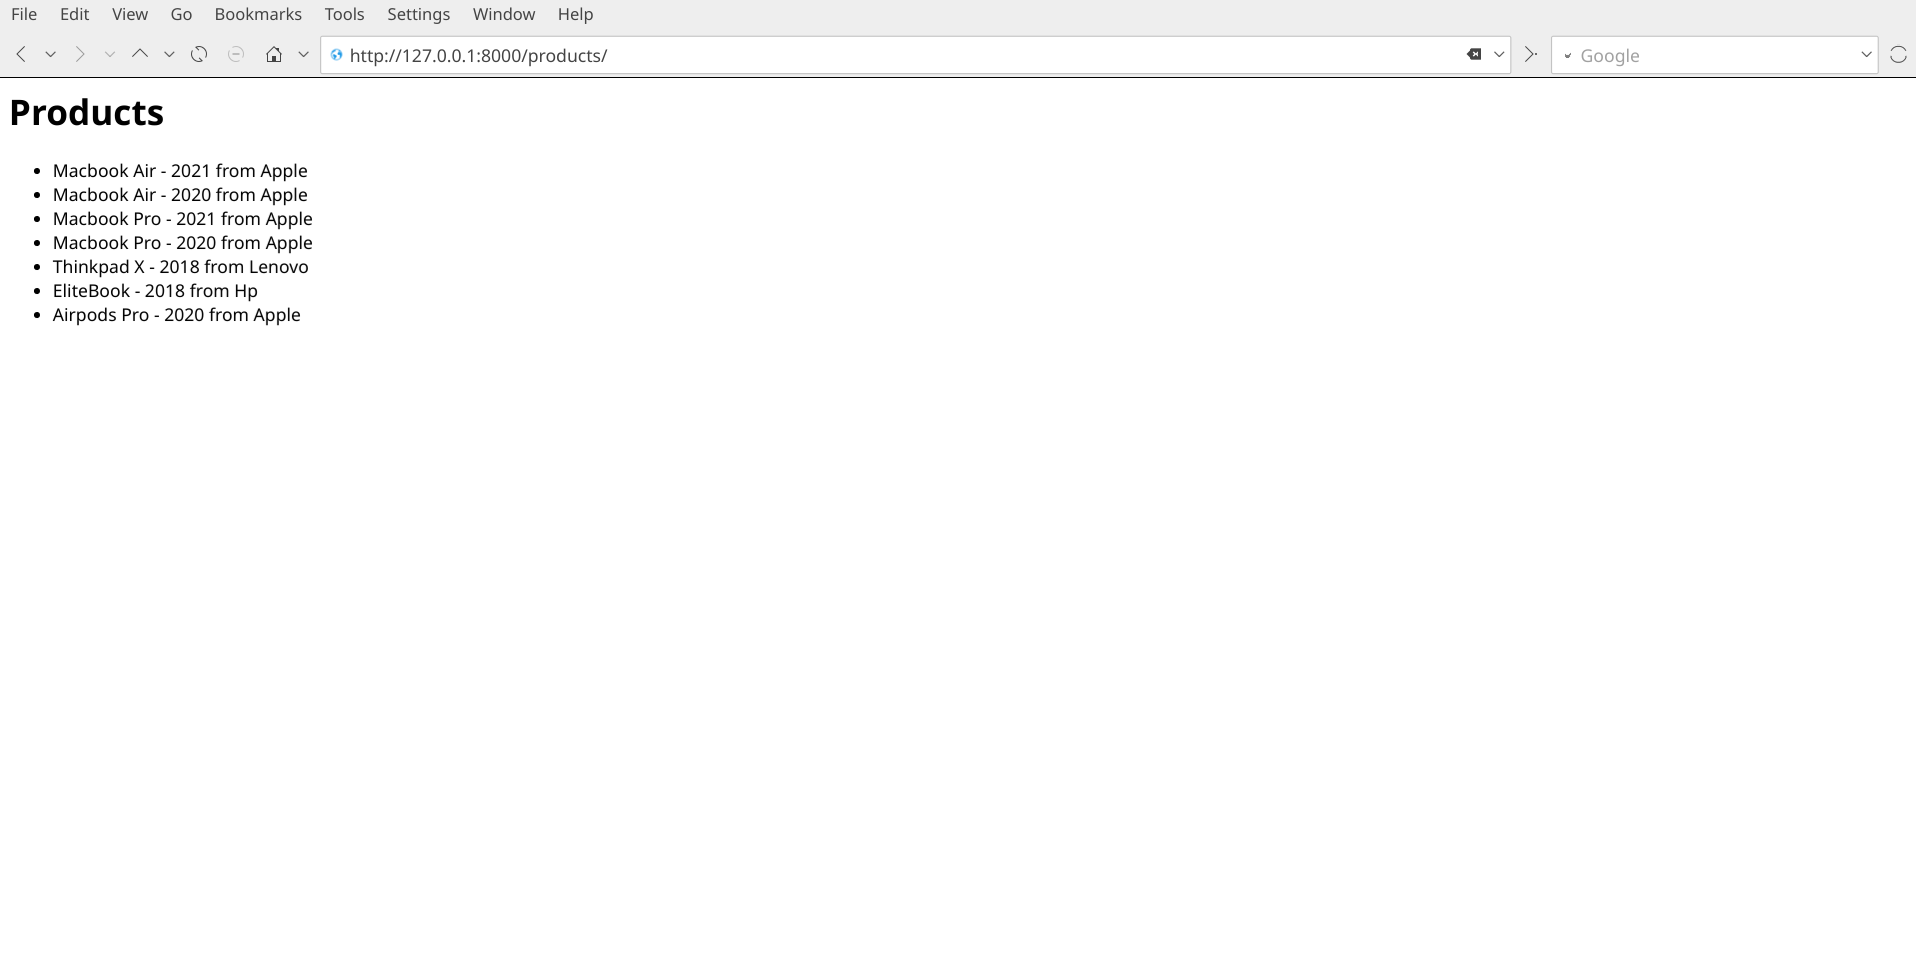 File Edit View Go Bookmarks Tools Settings Window Help
http://127.0.0.1:8000/products/ Google
Products
Macbook Air - 2021 from Apple
Macbook Air - 2020 from Apple
Macbook Pro - 2021 from Apple
Macbook Pro - 2020 from Apple
Thinkpad X - 2018 from Lenovo
EliteBook - 2018 from Hp
Airpods Pro - 2020 from Apple